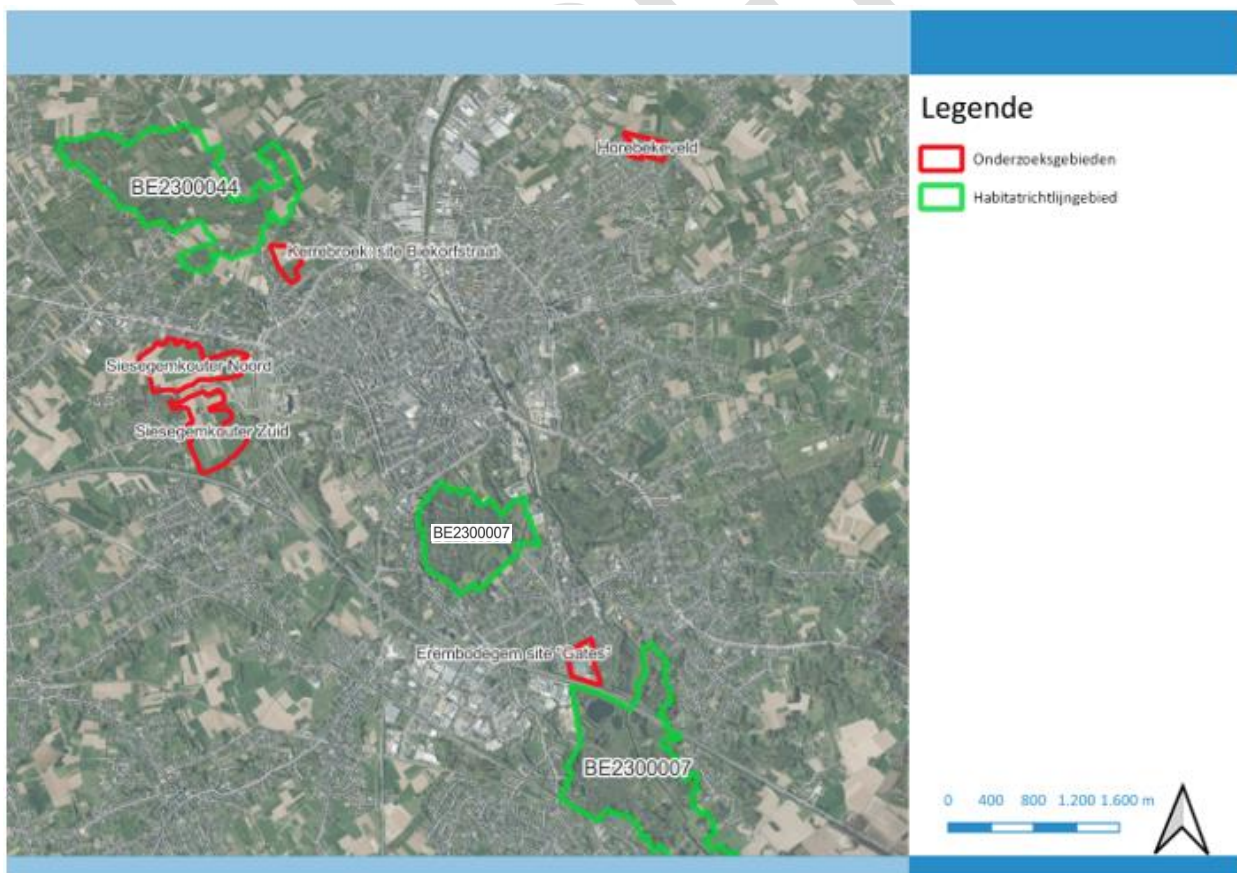 Legende
Onderzoeksgebieden
Habitatrichtlijngebied
Horebekeveld
BE2300044
Kerrebroek: site Biekorfstraat
Siesegemkouter Noord
Siesegemkouter Zuid
BE2300007
Erembodegem site "Gates"
BE2300007
0 400 800 1.200 1.600 m